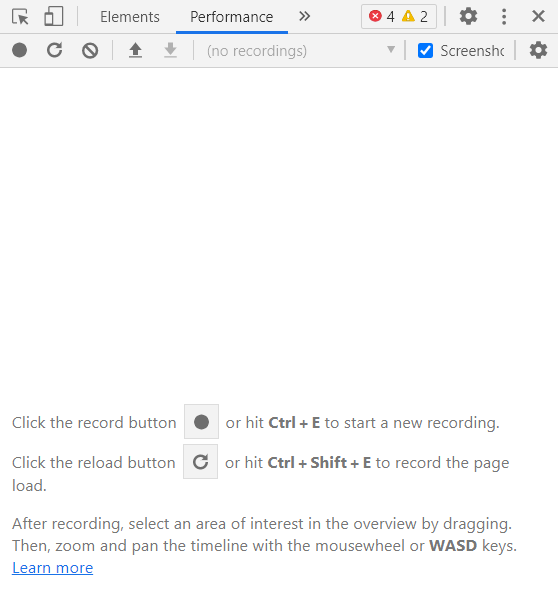 Elements Performance 4 2
(no recordings) Screensho
Click the record button or hit Ctrl + E to start a new recording.
Click the reload button or hit Ctrl + Shift + E to record the page
load.
After recording, select an area of interest in the overview by dragging.
Then, zoom and pan the timeline with the mousewheel or WASD keys.
Learn more